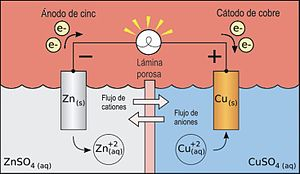 Ánodo de cinc
Cátodo de cobre
e-
e-
e-
e-
−
+
Lámina
porosa
Zn(s)
Cu(s)
Flujo de
cationes
Flujo de
aniones
Zn+2(aq)
Cu+2(aq)
ZnSO4 (aq)
CuSO4 (aq)